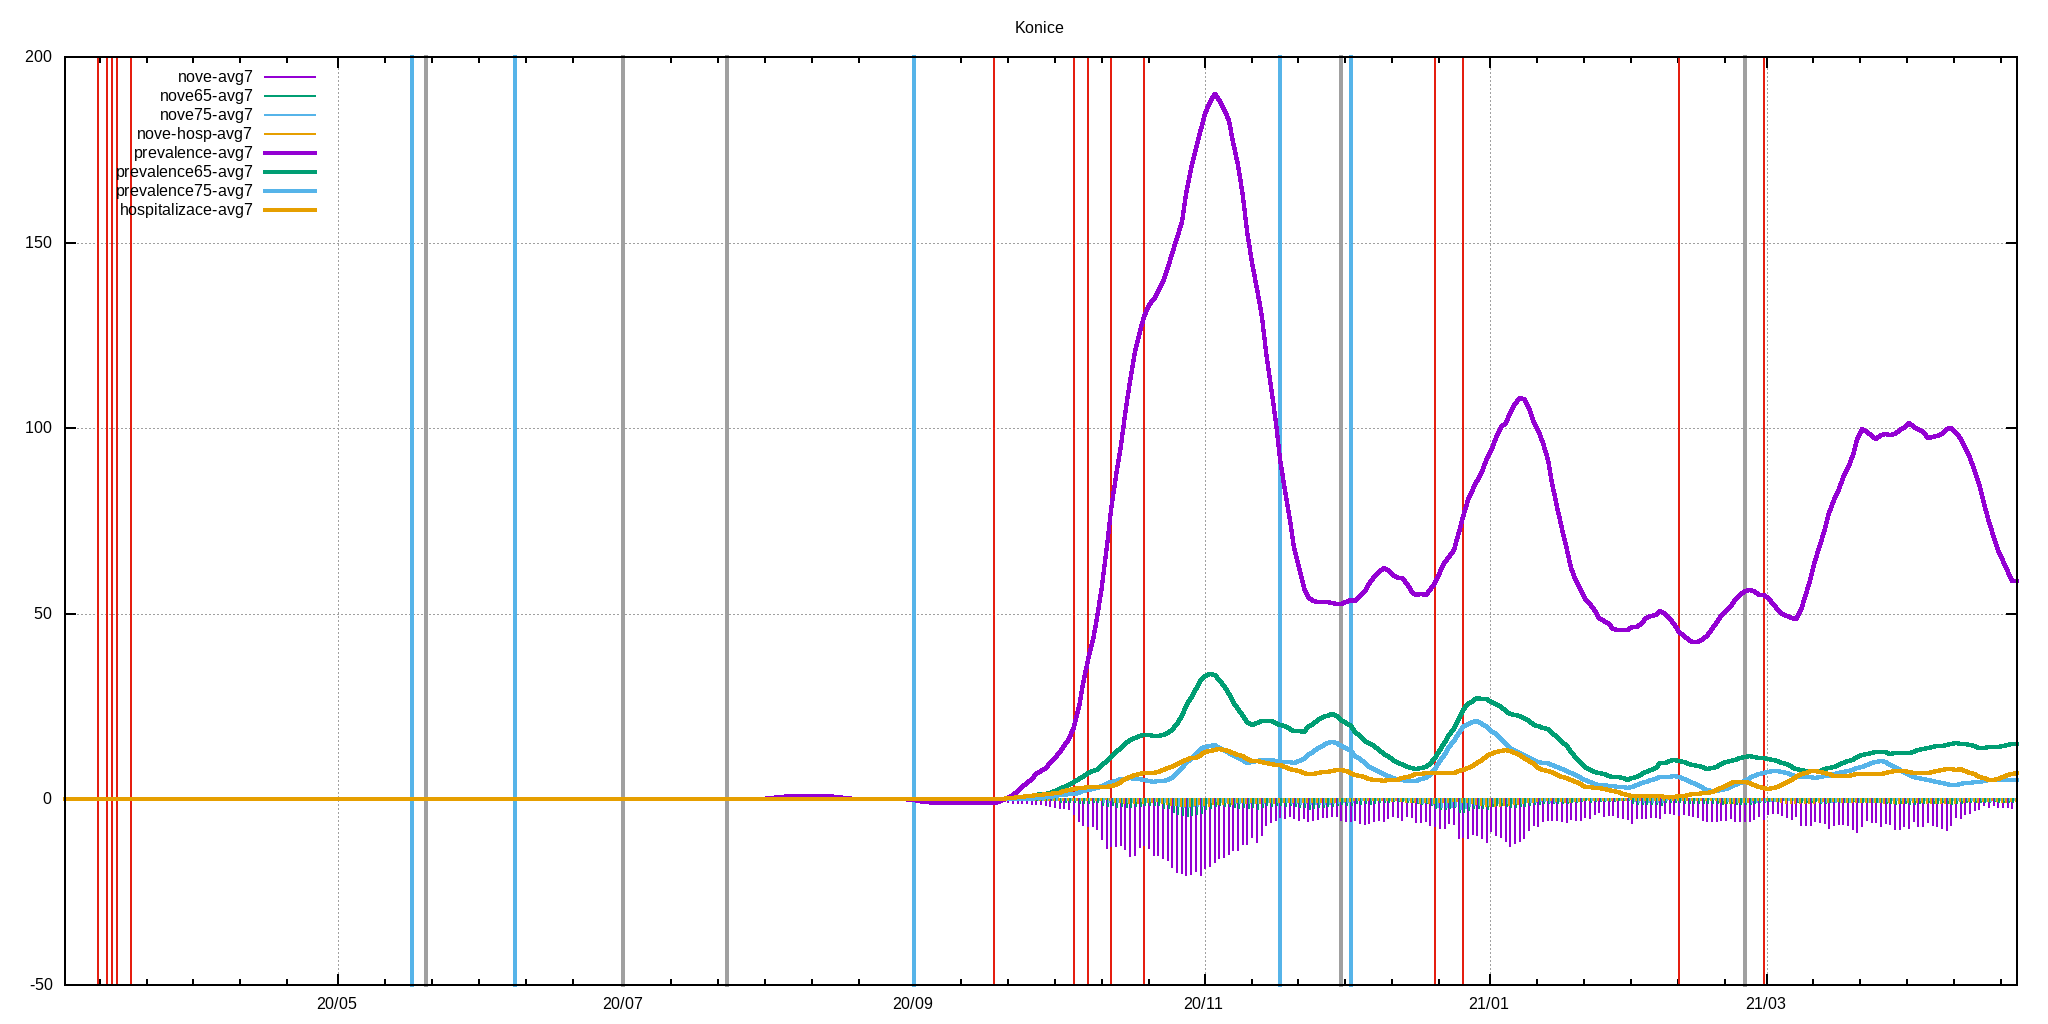 Konice
200
150
100
50
0
-50
nove-avg7
nove65-avg7
nove75-avg7
nove-hosp-avg7
prevalence-avg7
prevalence65-avg7
prevalence75-avg7
hospitalizace-avg7
20/05
20/07
20/09
20/11
21/01
21/03